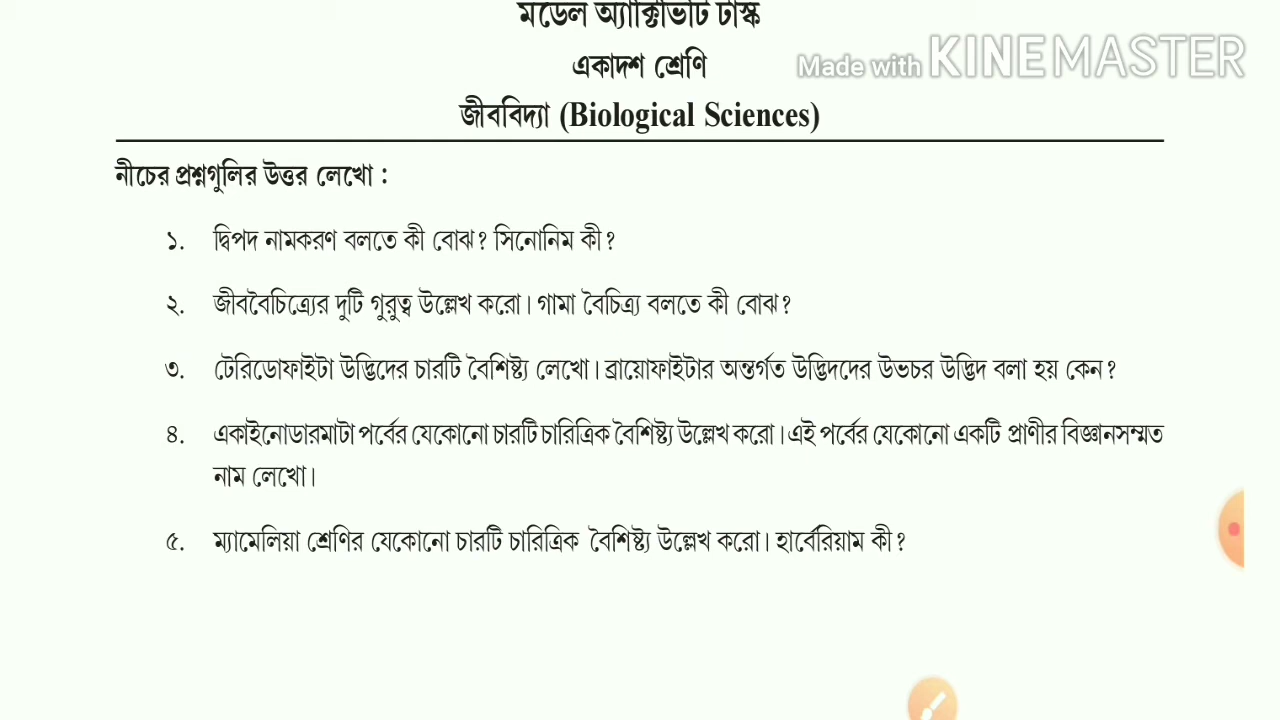 মডেল অ্যাক্টিভিটি টাস্ক
একাদশ শ্রেণি
Made with KINEMASTER
জীববিদ্যা (Biological Sciences)
নীচের প্রশ্নগুলির উত্তর লেখো :
১. দ্বিপদ নামকরণ বলতে কী বোঝ? সিনোনিম কী?
২. জীববৈচিত্র্যের দুটি গুরুত্ব উল্লেখ করো। গামা বৈচিত্র্য বলতে কী বোঝ?
৩. টেরিডোফাইটা উদ্ভিদের চারটি বৈশিষ্ট্য লেখো। ব্রায়োফাইটার অন্তর্গত উদ্ভিদদের উভচর উদ্ভিদ বলা হয় কেন?
৪. একাইনোডারমাটা পর্বের যেকোনো চারটি চারিত্রিক বৈশিষ্ট্য উল্লেখ করো। এই পর্বের যেকোনো একটি প্রাণীর বিজ্ঞানসম্মত
নাম লেখো।
৫. ম্যামেলিয়া শ্রেণির যেকোনো চারটি চারিত্রিক বৈশিষ্ট্য উল্লেখ করো। হার্বেরিয়াম কী?